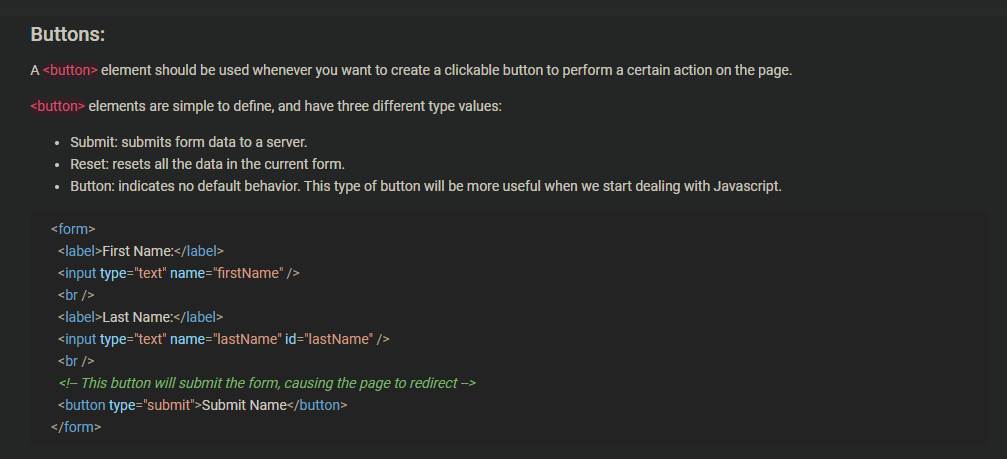 Buttons:
A <button> element should be used whenever you want to create a clickable button to perform a certain action on the page.
<button> elements are simple to define, and have three different type values:
• Submit: submits form data to a server.
• Reset: resets all the data in the current form.
• Button: indicates no default behavior. This type of button will be more useful when we start dealing with Javascript.
<form>
<label>First Name:</label>
<input type="text" name="firstName" />
<br />
<label>Last Name:</label>
<input type="text" name="lastName" id="lastName" />
<br />
<!-- This button will submit the form, causing the page to redirect -->
<button type="submit">Submit Name</button>
</form>